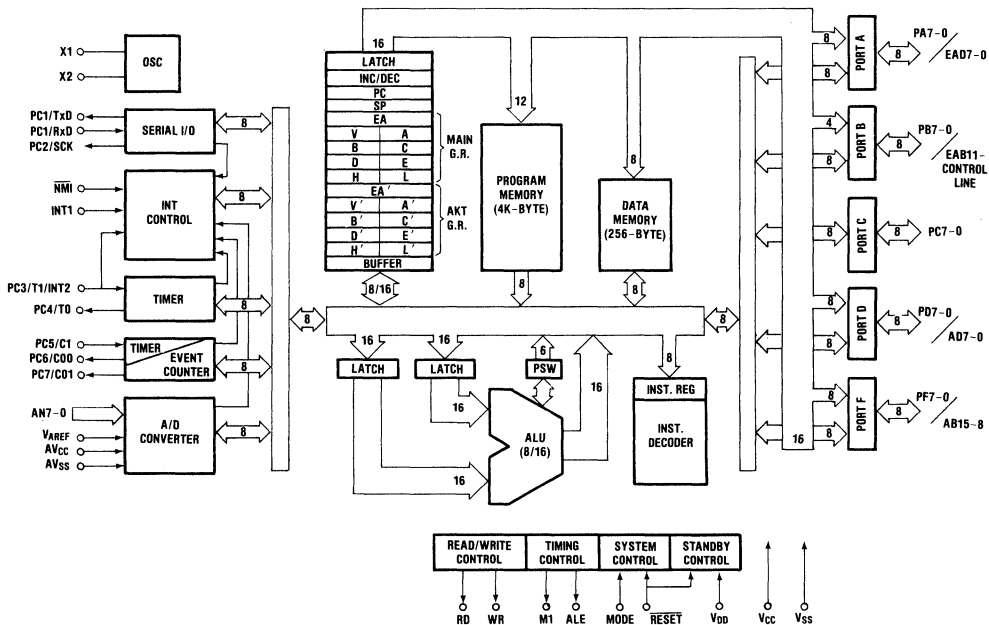 X1
X2
OSC
PC1/TxD
PC1/RxD
PC2/SCK
SERIAL I/O
8
NMI
INT1
INT
CONTROL
8
PC3/T1/INT2
PC4/T0
TIMER
8
PC5/C1
PC6/C00
PC7/C01
TIMER
EVENT
COUNTER
8
AN7-0
VAREF
AVCC
AVSS
A/D
CONVERTER
8
8
16
LATCH
INC/DEC
PC
SP
EA
V A
B C
D E
H L
MAIN
G.R.
EA'
V' A'
B' C'
D' E'
H' L'
AKT
G.R.
BUFFER
8/16
12
PROGRAM
MEMORY
(4K-BYTE)
8
8
DATA
MEMORY
(256-BYTE)
8
8
16
LATCH
16
LATCH
6
PSW
16
16
16
ALU
(8/16)
8
INST. REG
INST.
DECODER
16
8
8
PORT A
8
PA7-0
EAD7-0
4
8
PORT B
8
PB7-0
EAB11-
CONTROL
LINE
8
PORT C
8
PC7-0
8
8
PORT D
8
PD7-0
AD7-0
8
8
PORT F
8
PF7-0
AB15-8
READ/WRITE
CONTROL
TIMING
CONTROL
SYSTEM
CONTROL
STANDBY
CONTROL
RD WR M1 ALE MODE RESET VDD VCC VSS